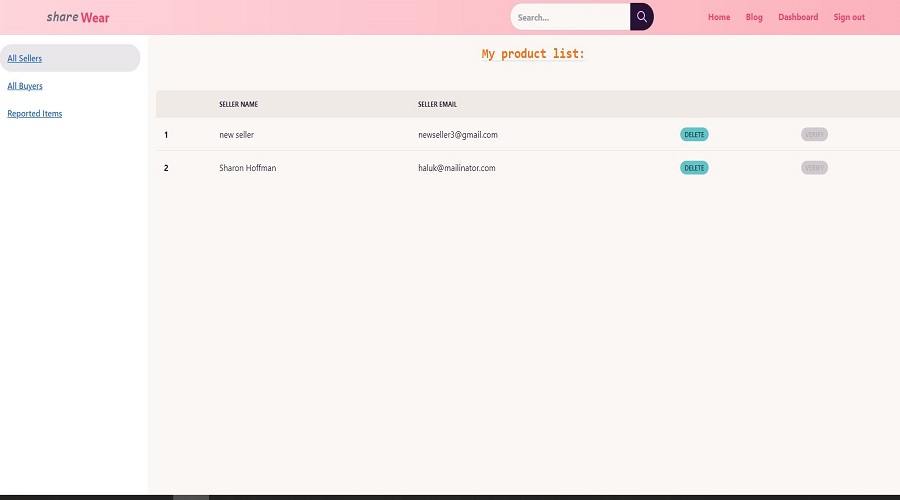 share Wear
Search...
Home Blog Dashboard Sign out
All Sellers
All Buyers
Reported Items
My product list:
SELLER NAME SELLER EMAIL
1 new seller newseller3@gmail.com DELETE VERIFY
2 Sharon Hoffman haluk@mailinator.com DELETE VERIFY